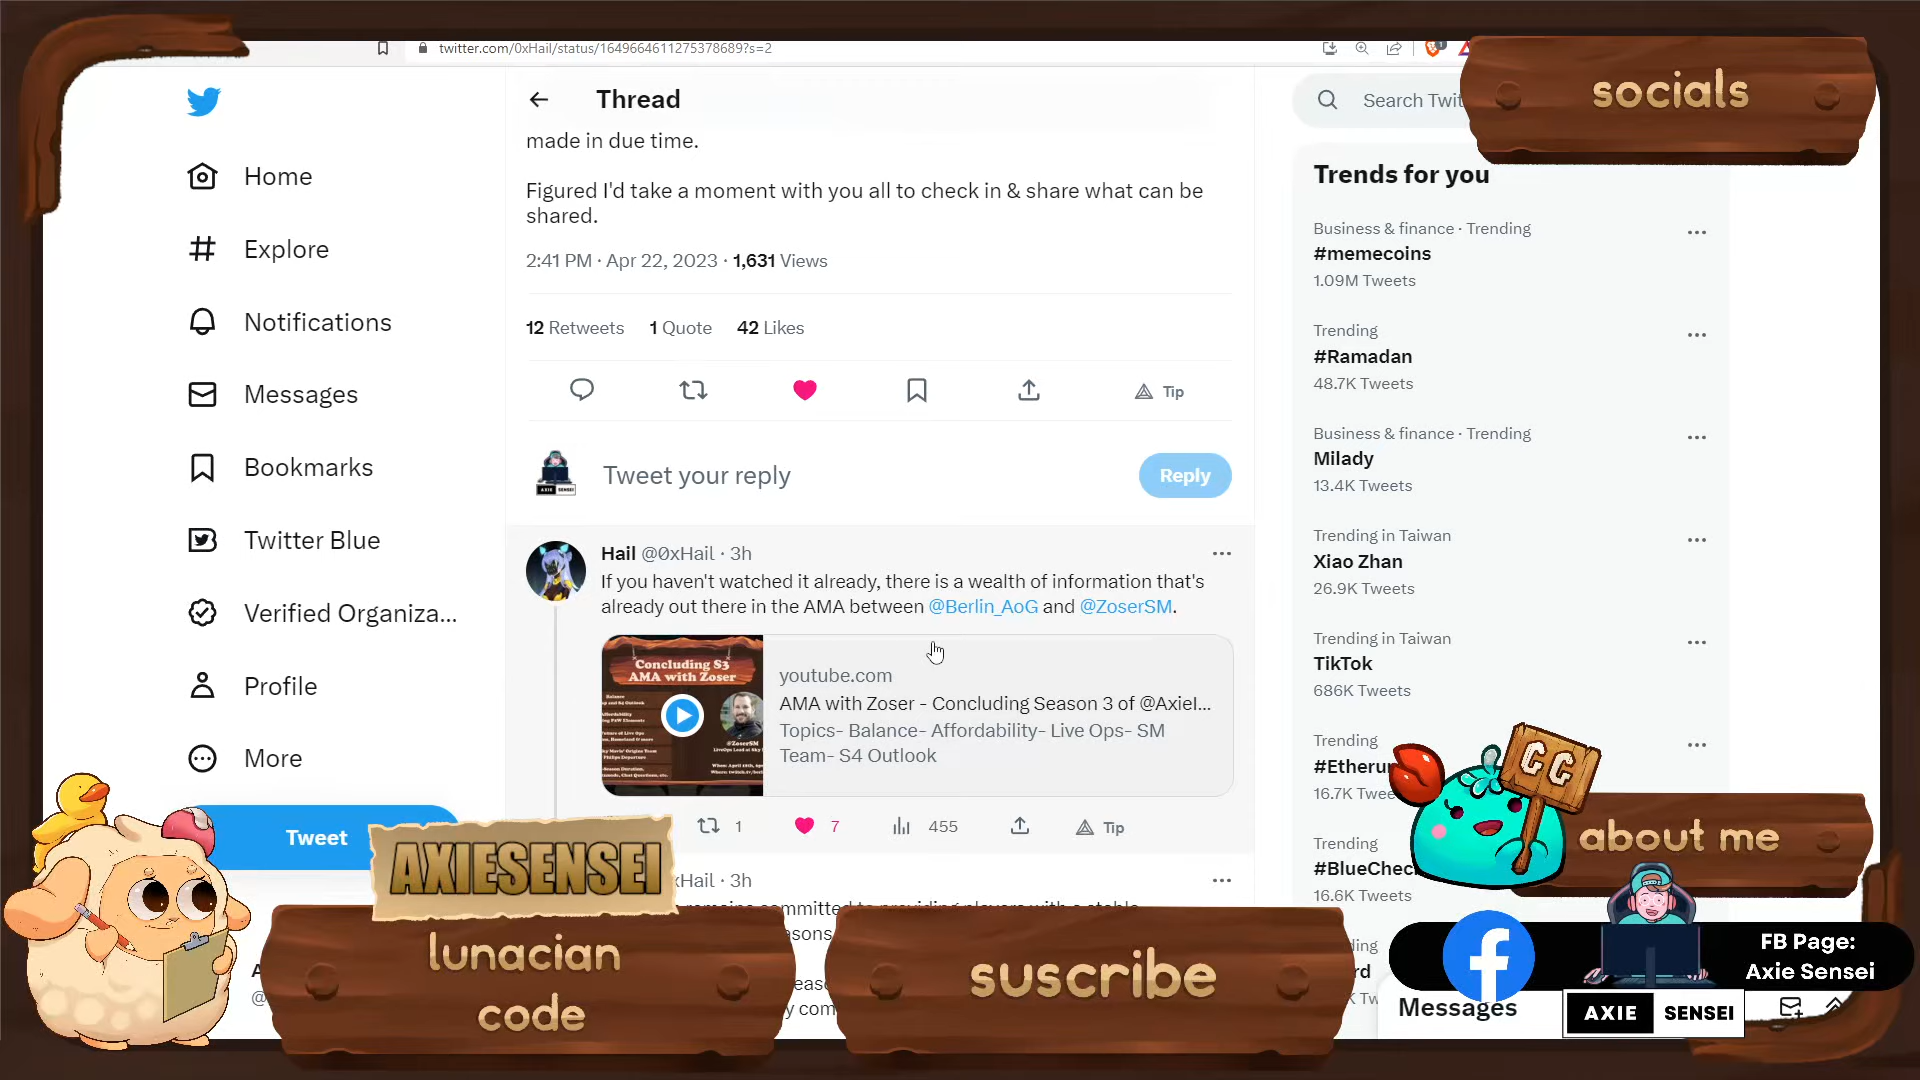 twitter.com/0xHail/status/1649664611275378689?s=2
socials
Thread
Search Twit
made in due time.
Figured I'd take a moment with you all to check in & share what can be
shared.
2:41 PM · Apr 22, 2023 · 1,631 Views
12 Retweets 1 Quote 42 Likes
Tip
Tweet your reply
Reply
Home
Explore
Notifications
Messages
Bookmarks
Twitter Blue
Verified Organiza...
Profile
More
Tweet
Hail @0xHail · 3h
If you haven't watched it already, there is a wealth of information that's
already out there in the AMA between @Berlin_AoG and @ZoserSM.
Concluding S3
AMA with Zoser
youtube.com
AMA with Zoser - Concluding Season 3 of @AxieI...
Topics- Balance- Affordability- Live Ops- SM
Team- S4 Outlook
1
7
455
Tip
xHail · 3h
Trends for you
Business & finance · Trending
#memecoins
1.09M Tweets
Trending
#Ramadan
48.7K Tweets
Business & finance · Trending
Milady
13.4K Tweets
Trending in Taiwan
Xiao Zhan
26.9K Tweets
Trending in Taiwan
TikTok
686K Tweets
Trending
#Etheru
16.7K Twee
Trending
#BlueChec
16.6K Tweets
Messages
CC
about me
FB Page:
Axie Sensei
AXIE SENSEI
AXIESENSEI
lunacian
code
suscribe